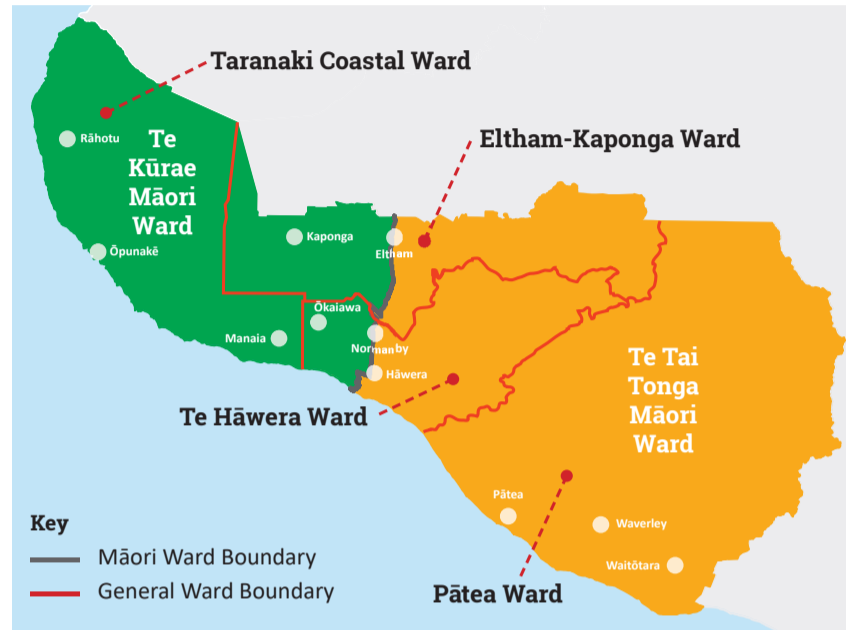 Taranaki Coastal Ward
Te
Kūrae
Māori
Ward
Rāhotu
Eltham-Kaponga Ward
Kaponga
Eltham
Ōpunakē
Ōkaiawa
Manaia
Normanby
Hāwera
Te Hāwera Ward
Te Tai
Tonga
Māori
Ward
Pātea
Waverley
Waitōtara
Pātea Ward
Key
Māori Ward Boundary
General Ward Boundary